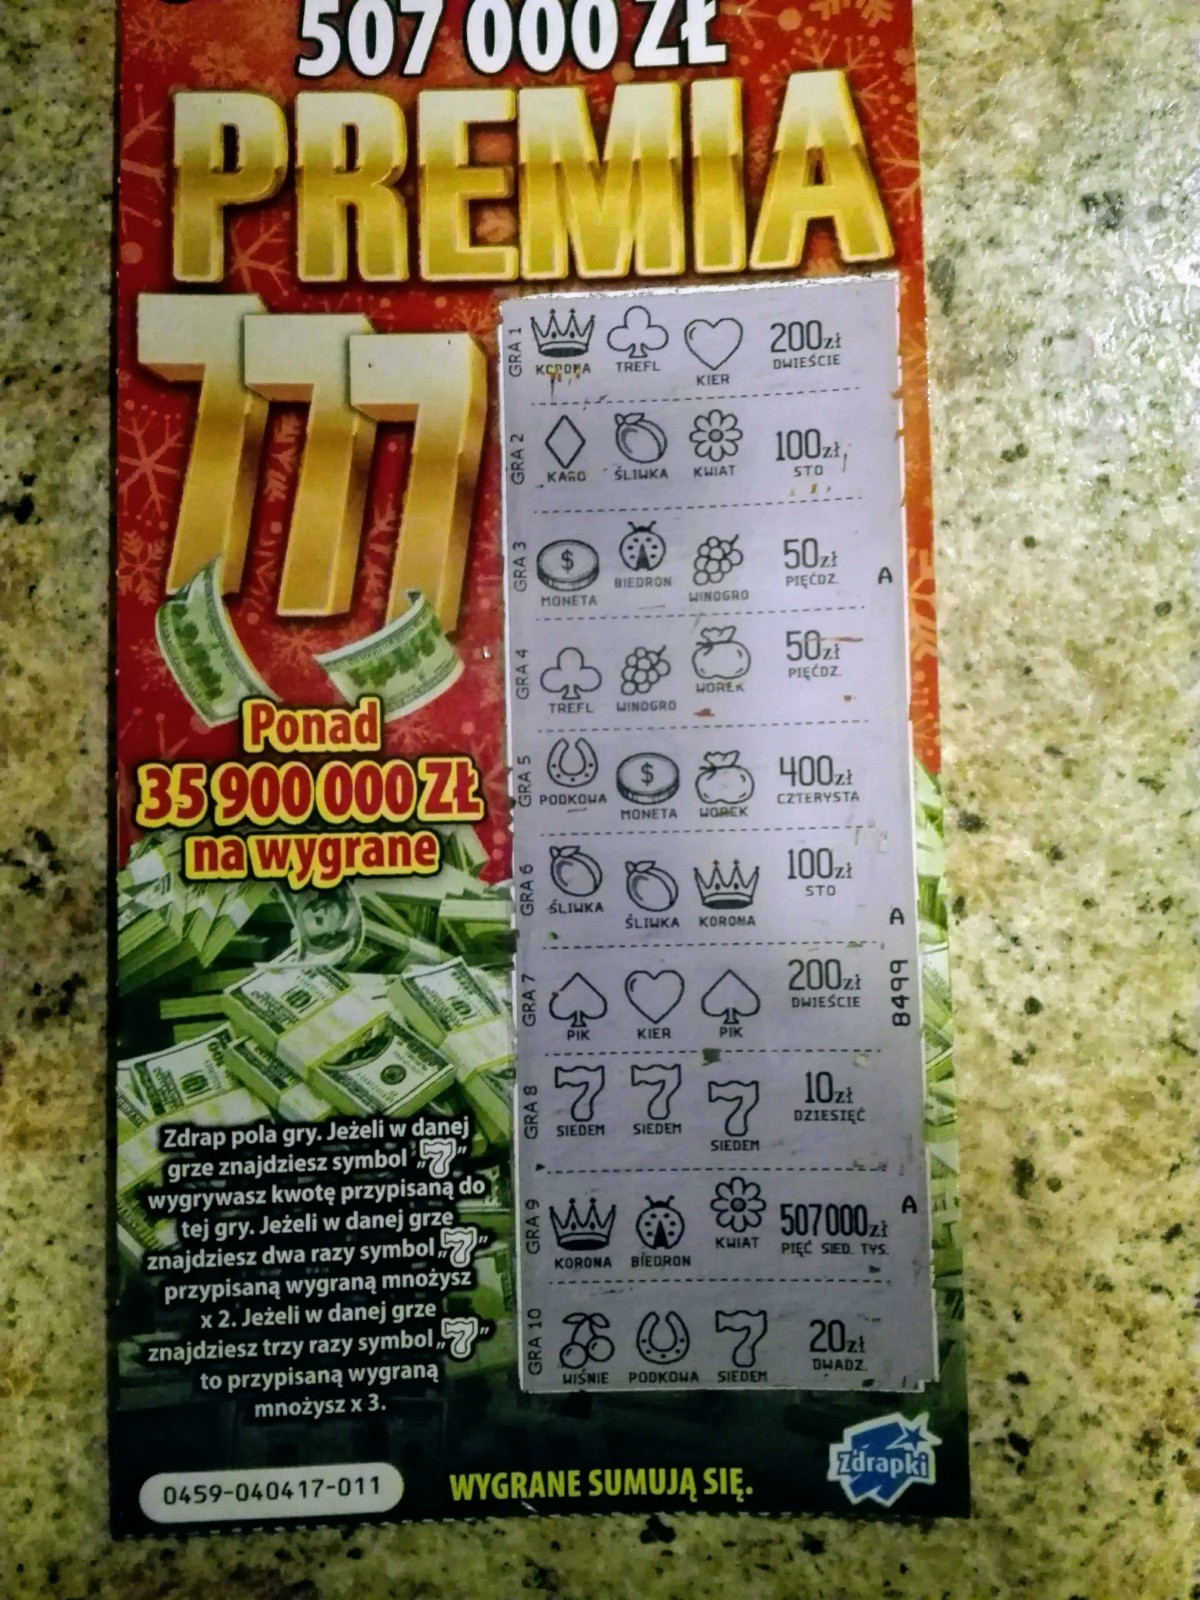 507 000 ZŁ
PREMIA
777
Ponad
35 900 000 ZŁ
na wygrane
Zdrap pola gry. Jeżeli w danej
grze znajdziesz symbol „7”
wygrywasz kwotę przypisaną do
tej gry. Jeżeli w danej grze
znajdziesz dwa razy symbol „7”
przypisaną wygraną mnożysz
x 2. Jeżeli w danej grze
znajdziesz trzy razy symbol „7”
to przypisaną wygraną
mnożysz x 3.
GRA 1
KORONA TREFL KIER 200zł DWIEŚCIE
GRA 2
KARO ŚLIWKA KWIAT 100zł STO
GRA 3
MONETA BIEDRON WINOGRO 50zł PIĘĆDZ.
A
GRA 4
TREFL WINOGRO WOREK 50zł PIĘĆDZ.
GRA 5
PODKOWA MONETA WOREK 400zł CZTERYSTA
GRA 6
ŚLIWKA ŚLIWKA KORONA 100zł STO
A
GRA 7
PIK KIER PIK 200zł DWIEŚCIE
8499
GRA 8
7 7 7 10zł
SIEDEM SIEDEM SIEDEM DZIESIĘĆ
GRA 9
KORONA BIEDRON KWIAT 507000zł PIĘĆ SIED. TYS.
A
GRA 10
7 20zł
WIŚNIE PODKOWA SIEDEM DWADZ.
0459-040417-011
WYGRANE SUMUJĄ SIĘ.
Zdrapki